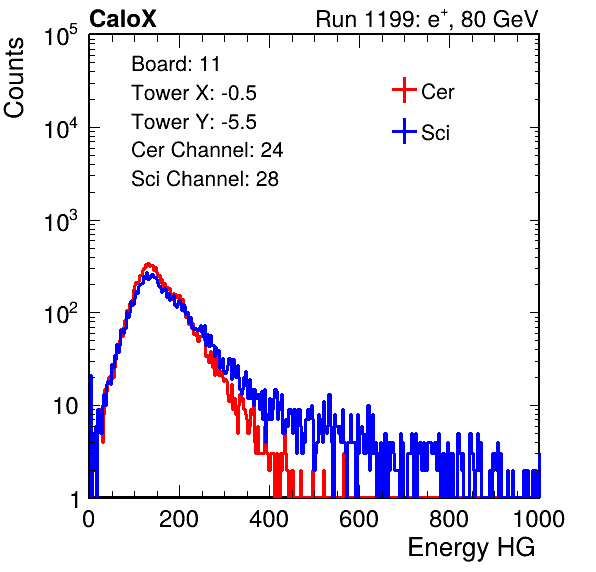 CaloX Run 1199: e⁺, 80 GeV
Counts
Board: 11
Tower X: -0.5
Tower Y: -5.5
Cer Channel: 24
Sci Channel: 28
Cer
Sci
10⁵
10⁴
10³
10²
10
1
0 200 400 600 800 1000
Energy HG